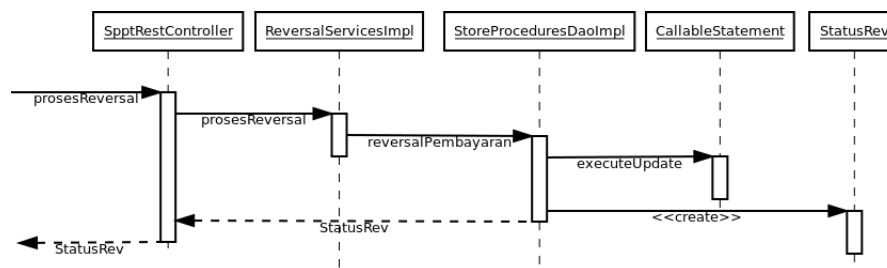 SpptRestController
ReversalServicesImpl
StoreProceduresDaoImpl
CallableStatement
StatusRev
prosesReversal
prosesReversal
reversalPembayaran
executeUpdate
<<create>>
StatusRev
StatusRev